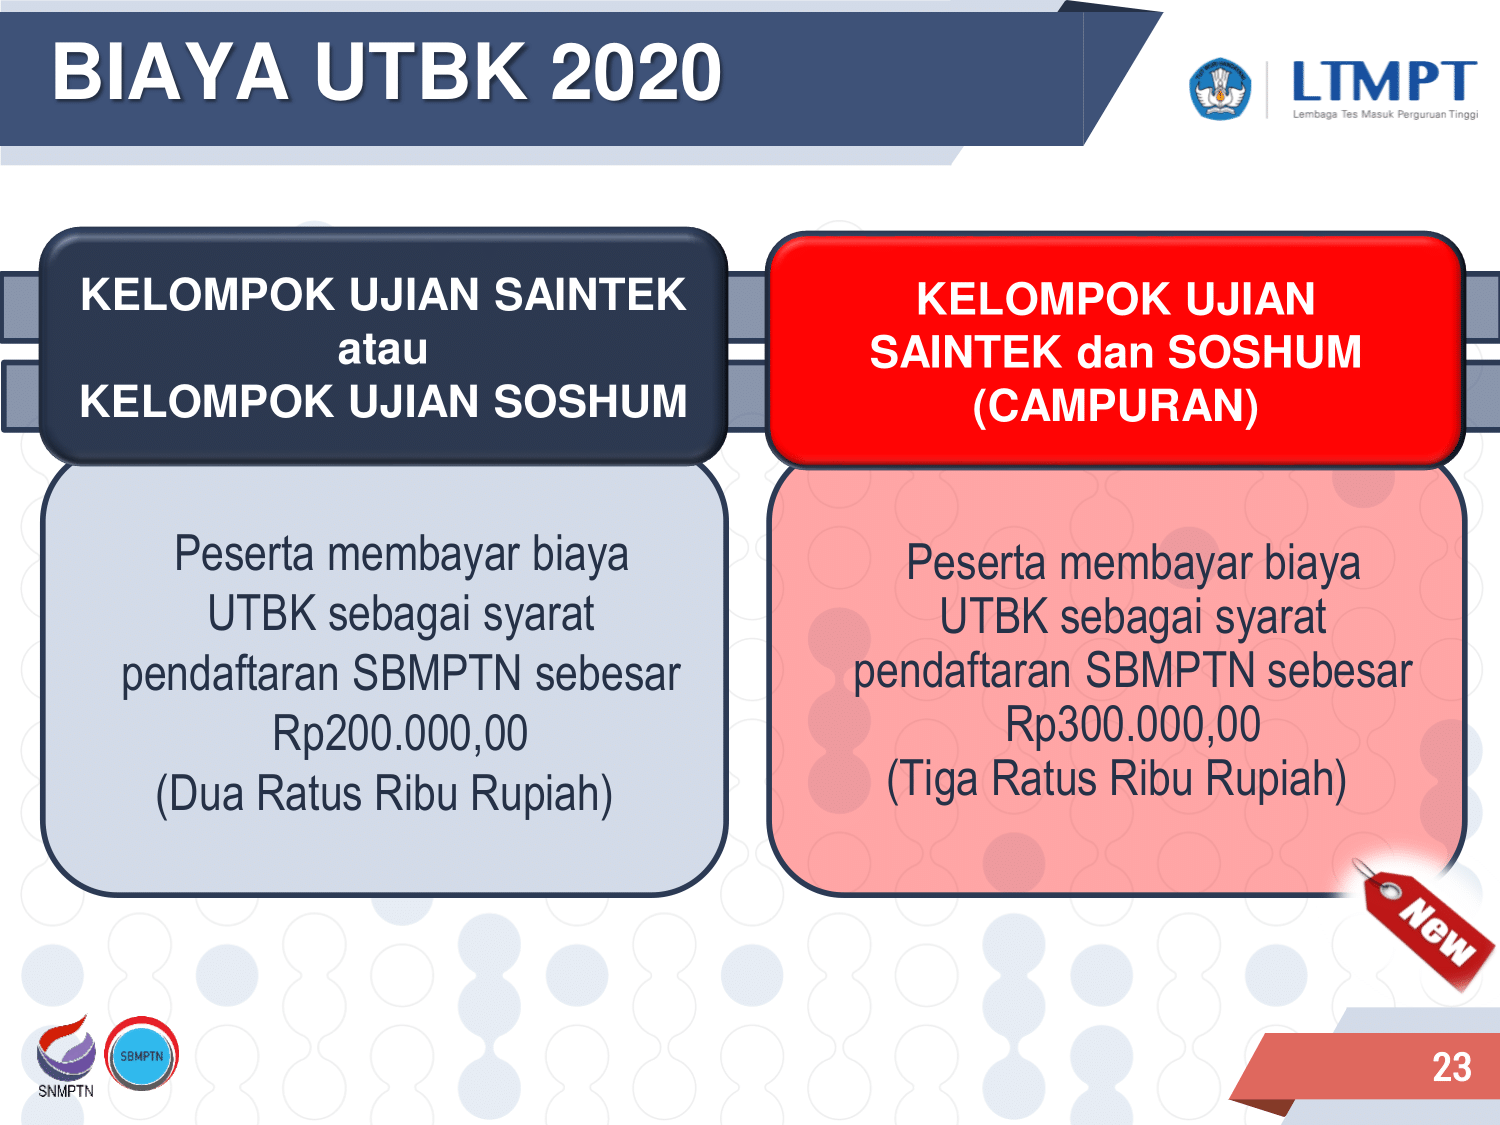 BIAYA UTBK 2020
LTMPT
Lembaga Tes Masuk Perguruan Tinggi
KELOMPOK UJIAN SAINTEK
atau
KELOMPOK UJIAN SOSHUM
Peserta membayar biaya
UTBK sebagai syarat
pendaftaran SBMPTN sebesar
Rp200.000,00
(Dua Ratus Ribu Rupiah)
KELOMPOK UJIAN
SAINTEK dan SOSHUM
(CAMPURAN)
Peserta membayar biaya
UTBK sebagai syarat
pendaftaran SBMPTN sebesar
Rp300.000,00
(Tiga Ratus Ribu Rupiah)
New
SNMPTN
SBMPTN
23